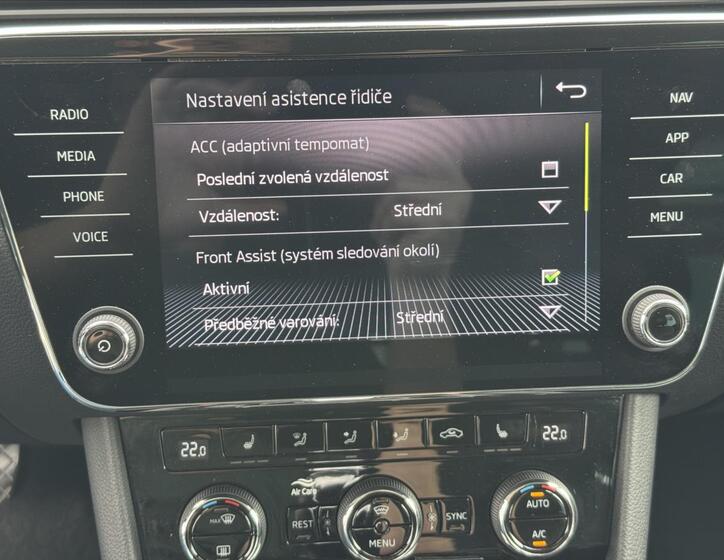 Nastavení asistence řidiče
RADIO
MEDIA
PHONE
VOICE
ACC (adaptivní tempomat)
Poslední zvolená vzdálenost
Vzdálenost: Střední
Front Assist (systém sledování okolí)
Aktivní
Předběžné varování: Střední
NAV
APP
CAR
MENU
22.0
22.0
Air Care
MAX
REST
MENU
SYNC
AUTO
A/C